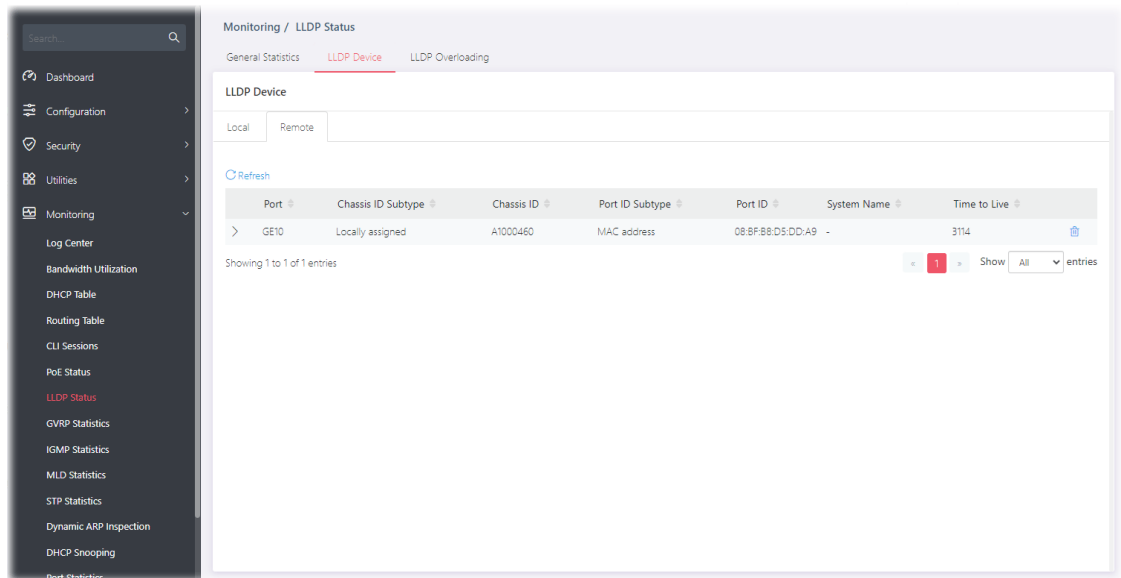 Search...
Dashboard
Configuration
Security
Utilities
Monitoring
Log Center
Bandwidth Utilization
DHCP Table
Routing Table
CLI Sessions
PoE Status
LLDP Status
GVRP Statistics
IGMP Statistics
MLD Statistics
STP Statistics
Dynamic ARP Inspection
DHCP Snooping
Port Statistics
Monitoring / LLDP Status
General Statistics LLDP Device LLDP Overloading
LLDP Device
Local Remote
Refresh
Port Chassis ID Subtype Chassis ID Port ID Subtype Port ID System Name Time to Live
GE10 Locally assigned A1000460 MAC address 08:BF:B8:D5:DD:A9 - 3114
Showing 1 to 1 of 1 entries « 1 » Show All entries